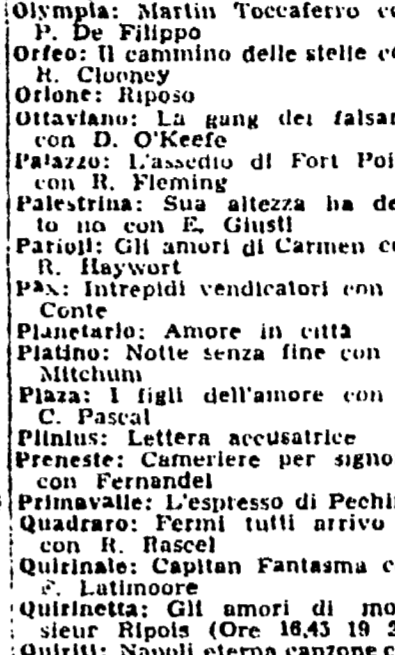 Olympia: Martin Toccaferro co
P. De Filippo
Orfeo: Il cammino delle stelle co
R. Clooney
Orione: Riposo
Ottaviano: La gang dei falsar
con D. O'Keefe
Palazzo: L'assedio di Fort Poi
con R. Fleming
Palestrina: Sua altezza ha de
to no con E. Giusti
Parioli: Gli amori di Carmen co
R. Haywort
Pax: Intrepidi vendicatori con
Conte
Planetario: Amore in città
Platino: Notte senza fine con
Mitchum
Plaza: I figli dell'amore con
C. Pascal
Plinius: Lettera accusatrice
Preneste: Cameriere per signo
con Fernandel
Primavalle: L'espresso di Pechi
Quadraro: Fermi tutti arrivo
con R. Rascel
Quirinale: Capitan Fantasma c
F. Latimoore
Quirinetta: Gli amori di mo
sieur Ripois (Ore 16,45 19 2
Quiriti: Napoli eterna canzone c